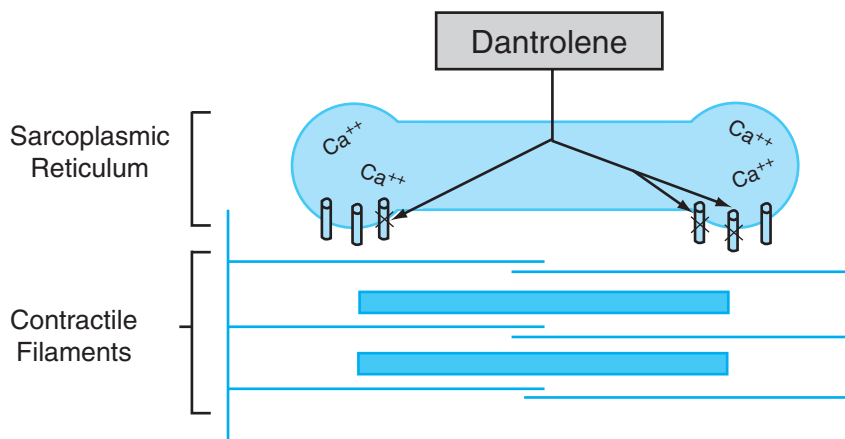 Dantrolene
Sarcoplasmic
Reticulum
Ca++
Ca++
Ca++
Ca++
Contractile
Filaments